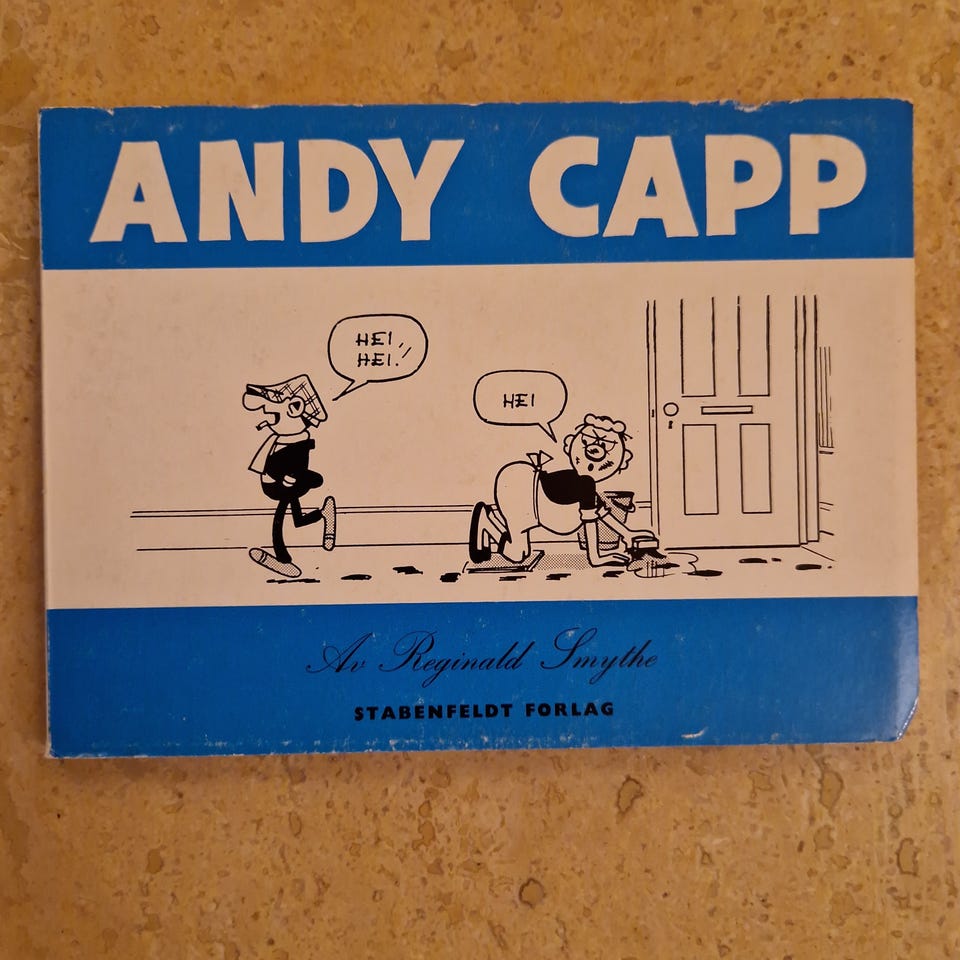 ANDY CAPP
HEI,
HEI!!
HEI
Av Reginald Smythe
STABENFELDT FORLAG